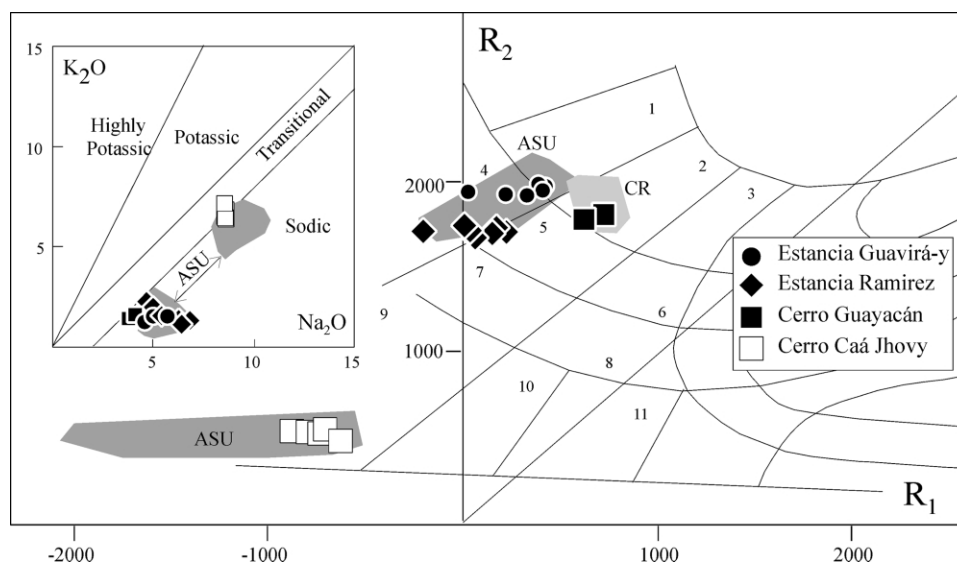 15
K₂O
10
Highly
Potassic
Potassic
Transitional
5
ASU
Sodic
Na₂O
5
10
15
R₂
1
ASU
2
4
3
2000
CR
5
7
Estancia Guavirá-y
Estancia Ramirez
Cerro Guayacán
Cerro Caá Jhovy
9
6
1000
8
10
11
ASU
R₁
-2000
-1000
1000
2000